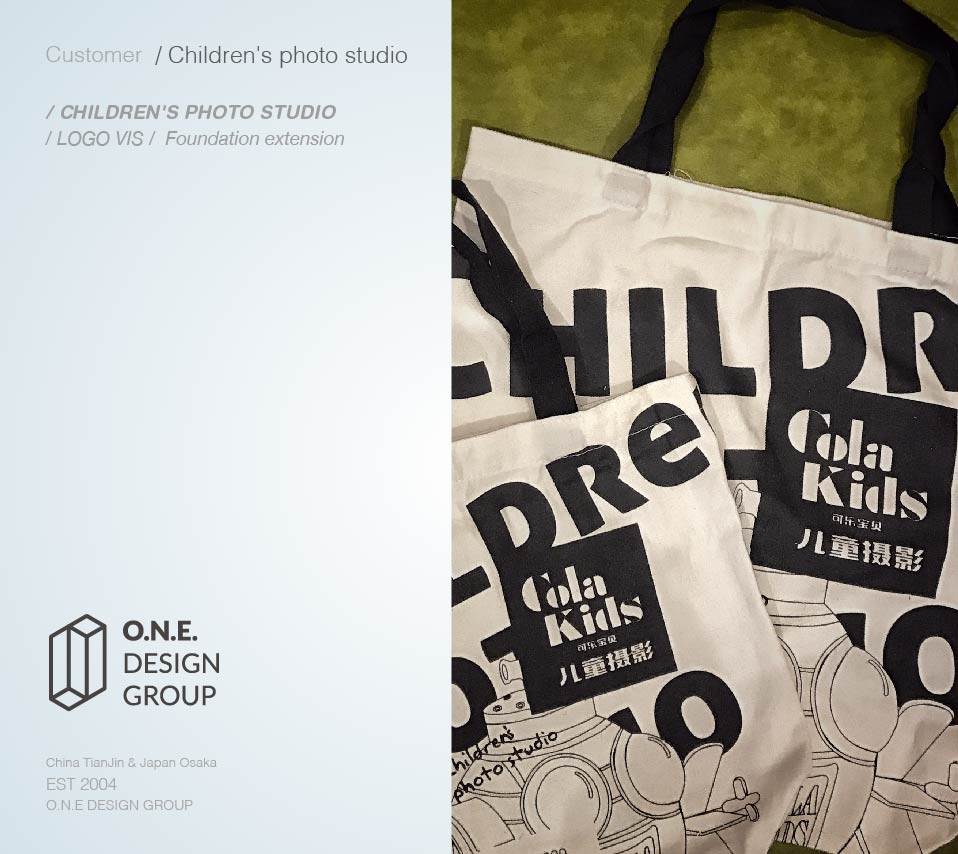 Customer / Children's photo studio
/ CHILDREN'S PHOTO STUDIO
/ LOGO VIS / Foundation extension
O.N.E.
DESIGN
GROUP
China TianJin & Japan Osaka
EST 2004
O.N.E DESIGN GROUP
CHILDR
Cola
Kids
可乐宝贝
儿童摄影
DRe
Cola
Kids
可乐宝贝
儿童摄影
children's
photo studio